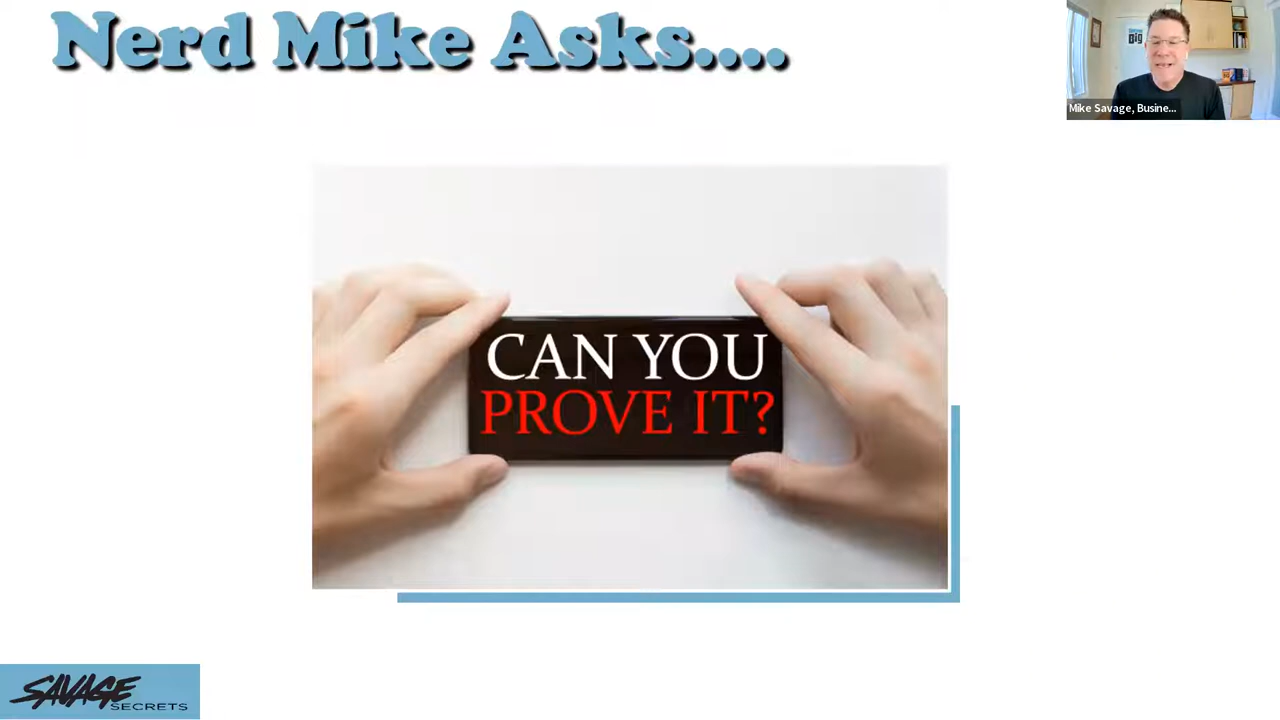 Nerd Mike Asks....
Mike Savage, Busine...
CAN YOU
PROVE IT?
SAVAGE
SECRETS